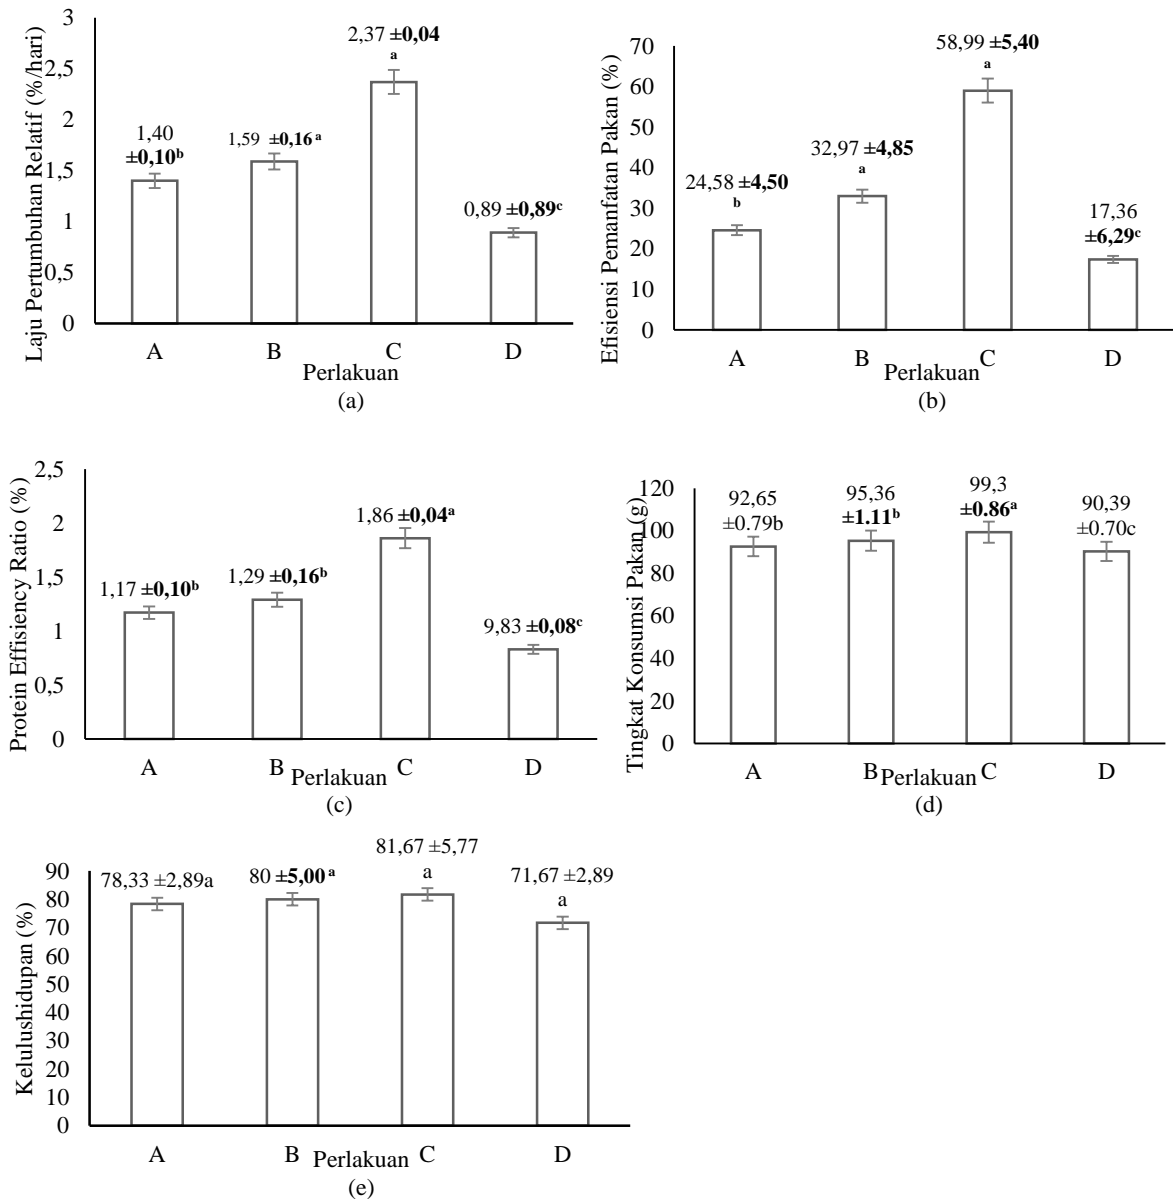 Laju Pertunbuhan Relatif (%/hari)
3
2,5
2
1,5
1
0,5
0
1,40
±0,10b
1,59 ±0,16 a
2,37 ±0,04
a
0,89 ±0,89c
A B C D
Perlakuan
(a)
Efisiensi Pemanfatan Pakan (%)
70
60
50
40
30
20
10
0
24,58 ±4,50
b
32,97 ±4,85
a
58,99 ±5,40
a
17,36
±6,29c
A B C D
Perlakuan
(b)
Protein Effisiency Ratio (%)
2,5
2
1,5
1
0,5
0
1,17 ±0,10b
1,29 ±0,16b
1,86 ±0,04a
9,83 ±0,08c
A B C D
Perlakuan
(c)
Tingkat Konsumsi Pakan (g)
120
100
80
60
40
20
0
92,65
±0.79b
95,36
±1.11b
99,3
±0.86a
90,39
±0.70c
A B C D
Perlakuan
(d)
Kelulushidupan (%)
90
80
70
60
50
40
30
20
10
0
78,33 ±2,89a
80 ±5,00 a
81,67 ±5,77
a
71,67 ±2,89
a
A B C D
Perlakuan
(e)